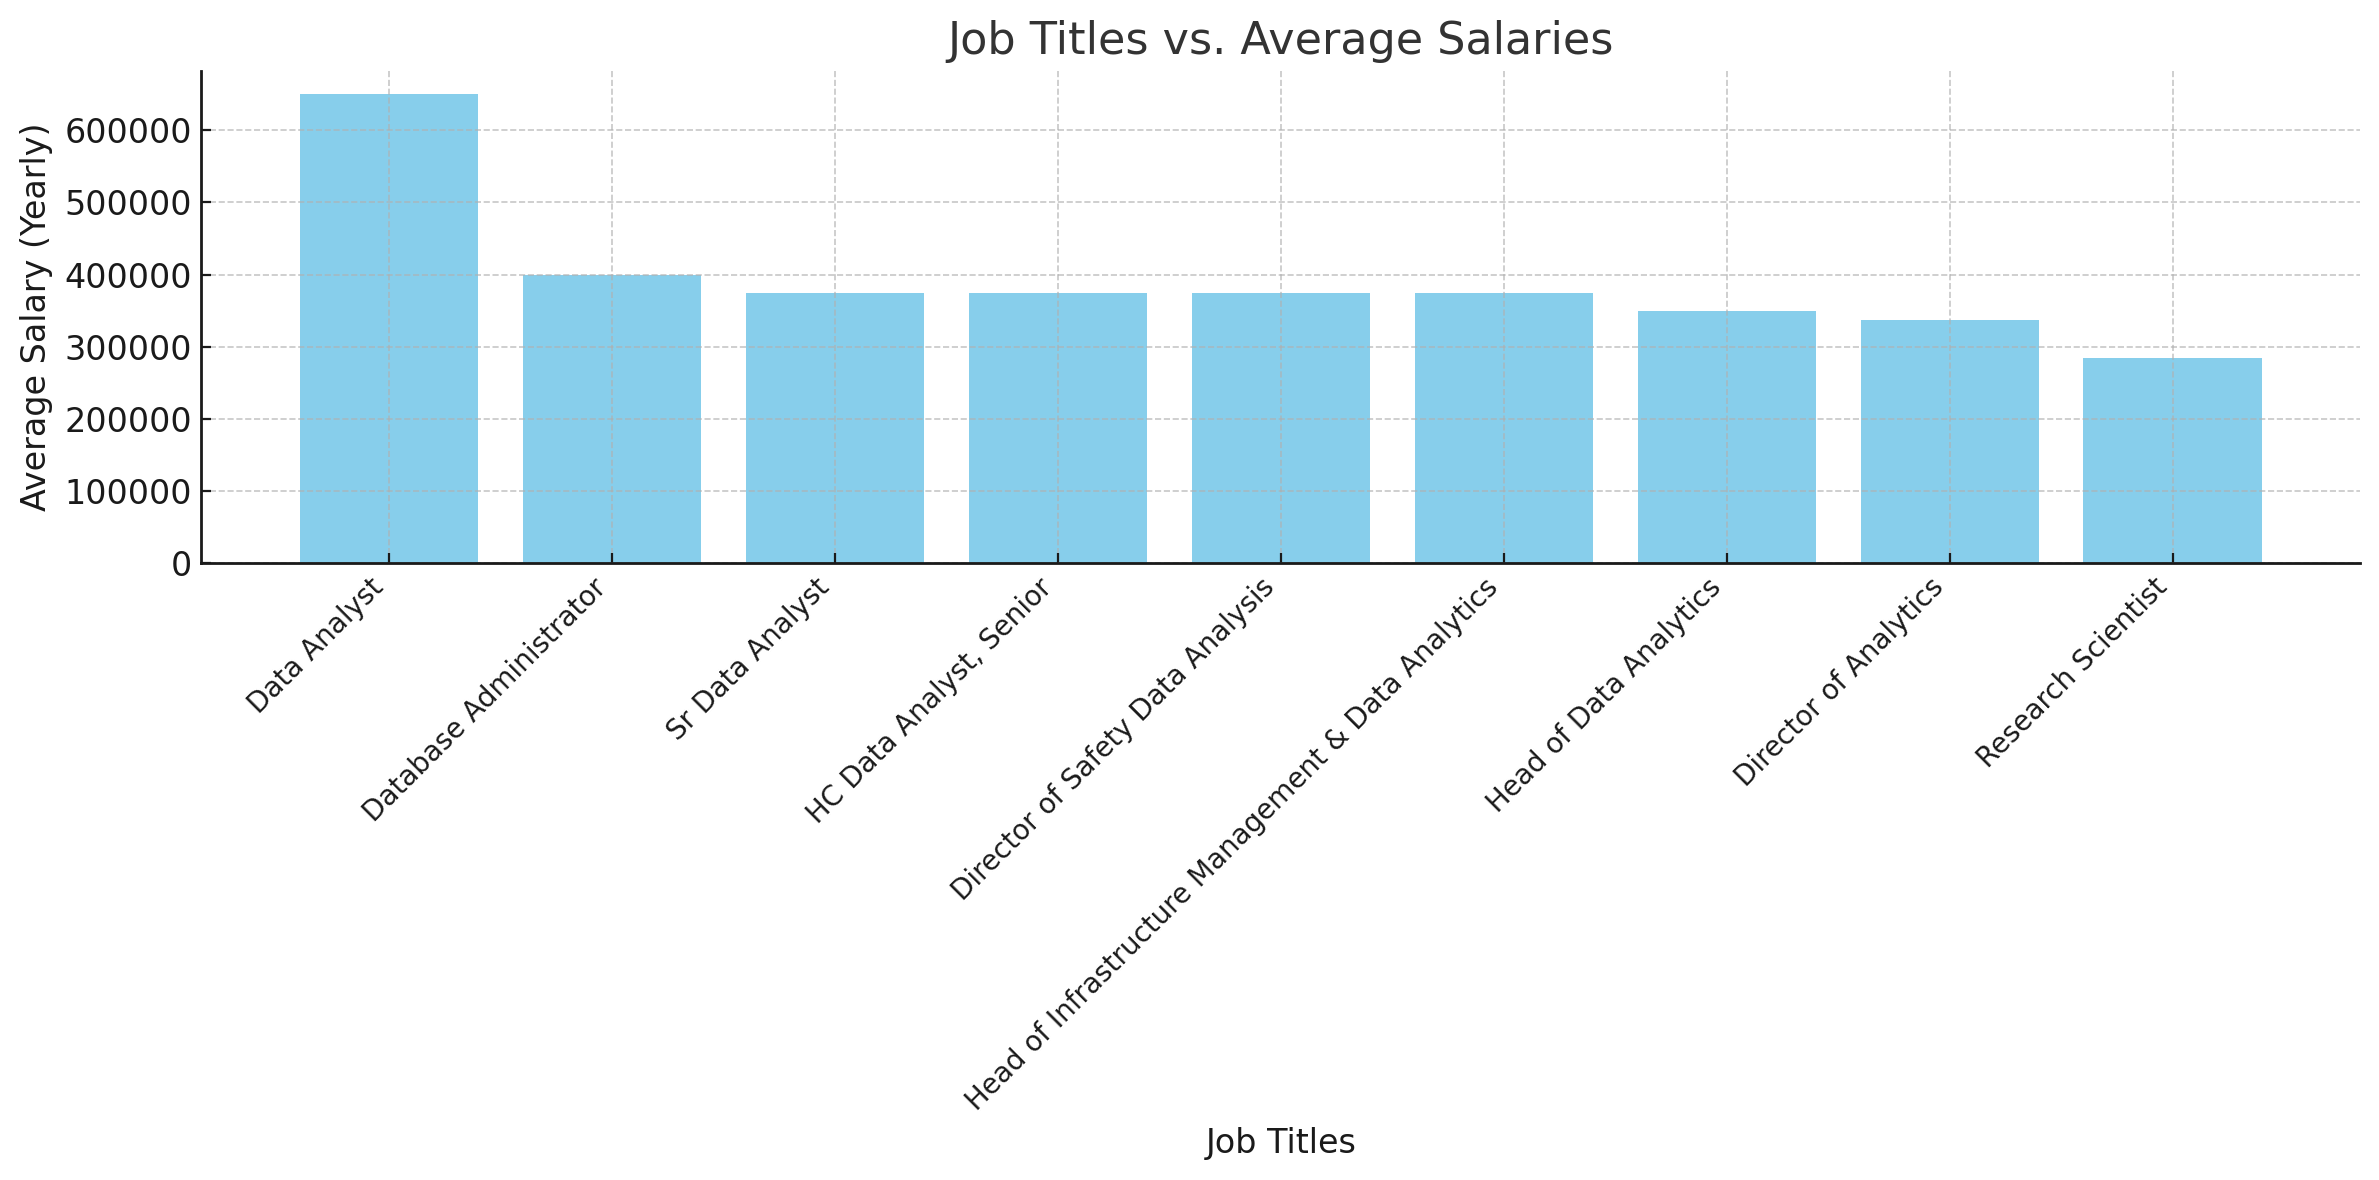 Job Titles vs. Average Salaries
Average Salary (Yearly)
600000
500000
400000
300000
200000
100000
0
Data Analyst
Database Administrator
Sr Data Analyst
HC Data Analyst, Senior
Director of Safety Data Analysis
Head of Infrastructure Management & Data Analytics
Head of Data Analytics
Director of Analytics
Research Scientist
Job Titles